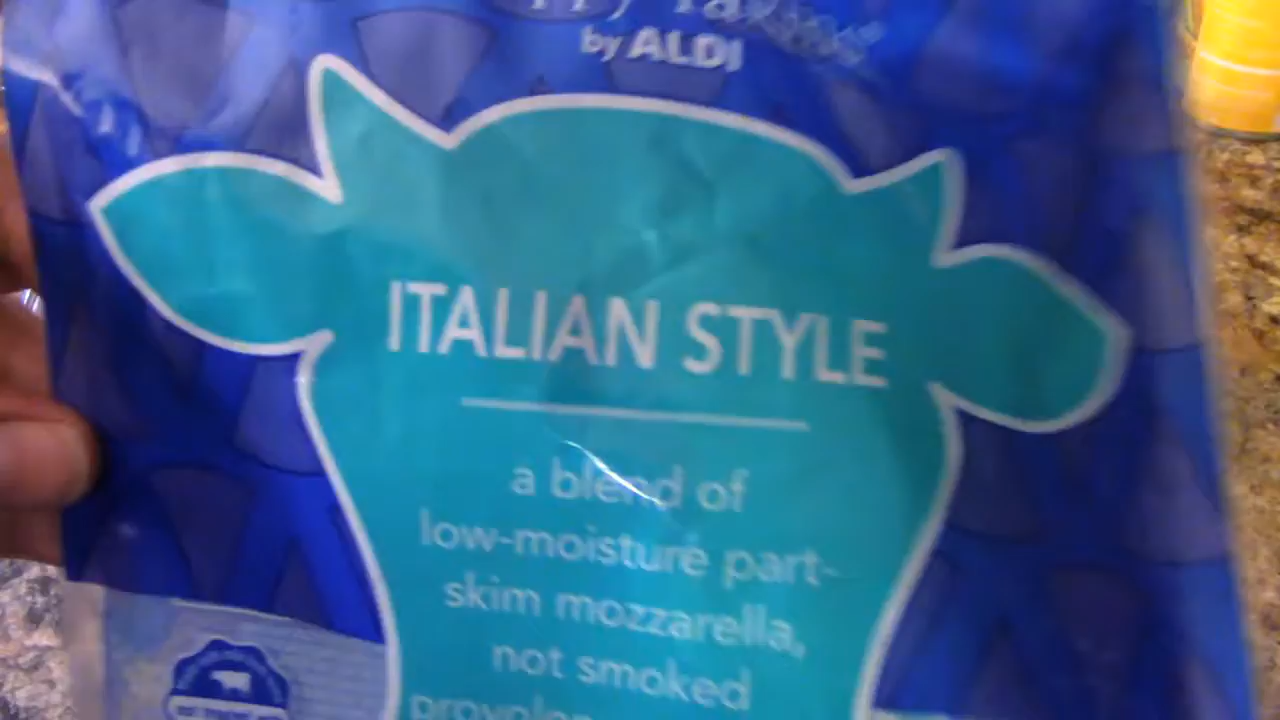 by ALDI
ITALIAN STYLE
a blend of
low-moisture part-
skim mozzarella,
not smoked